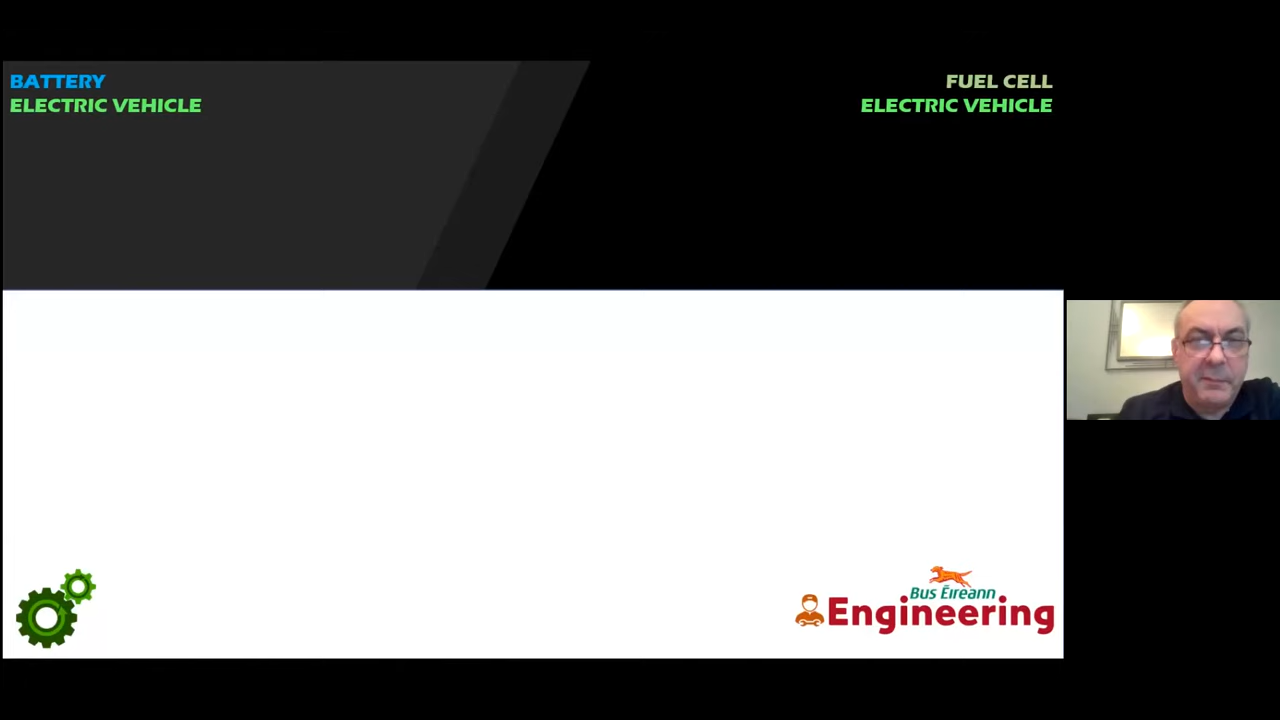 BATTERY
ELECTRIC VEHICLE
FUEL CELL
ELECTRIC VEHICLE
Bus Éireann
Engineering